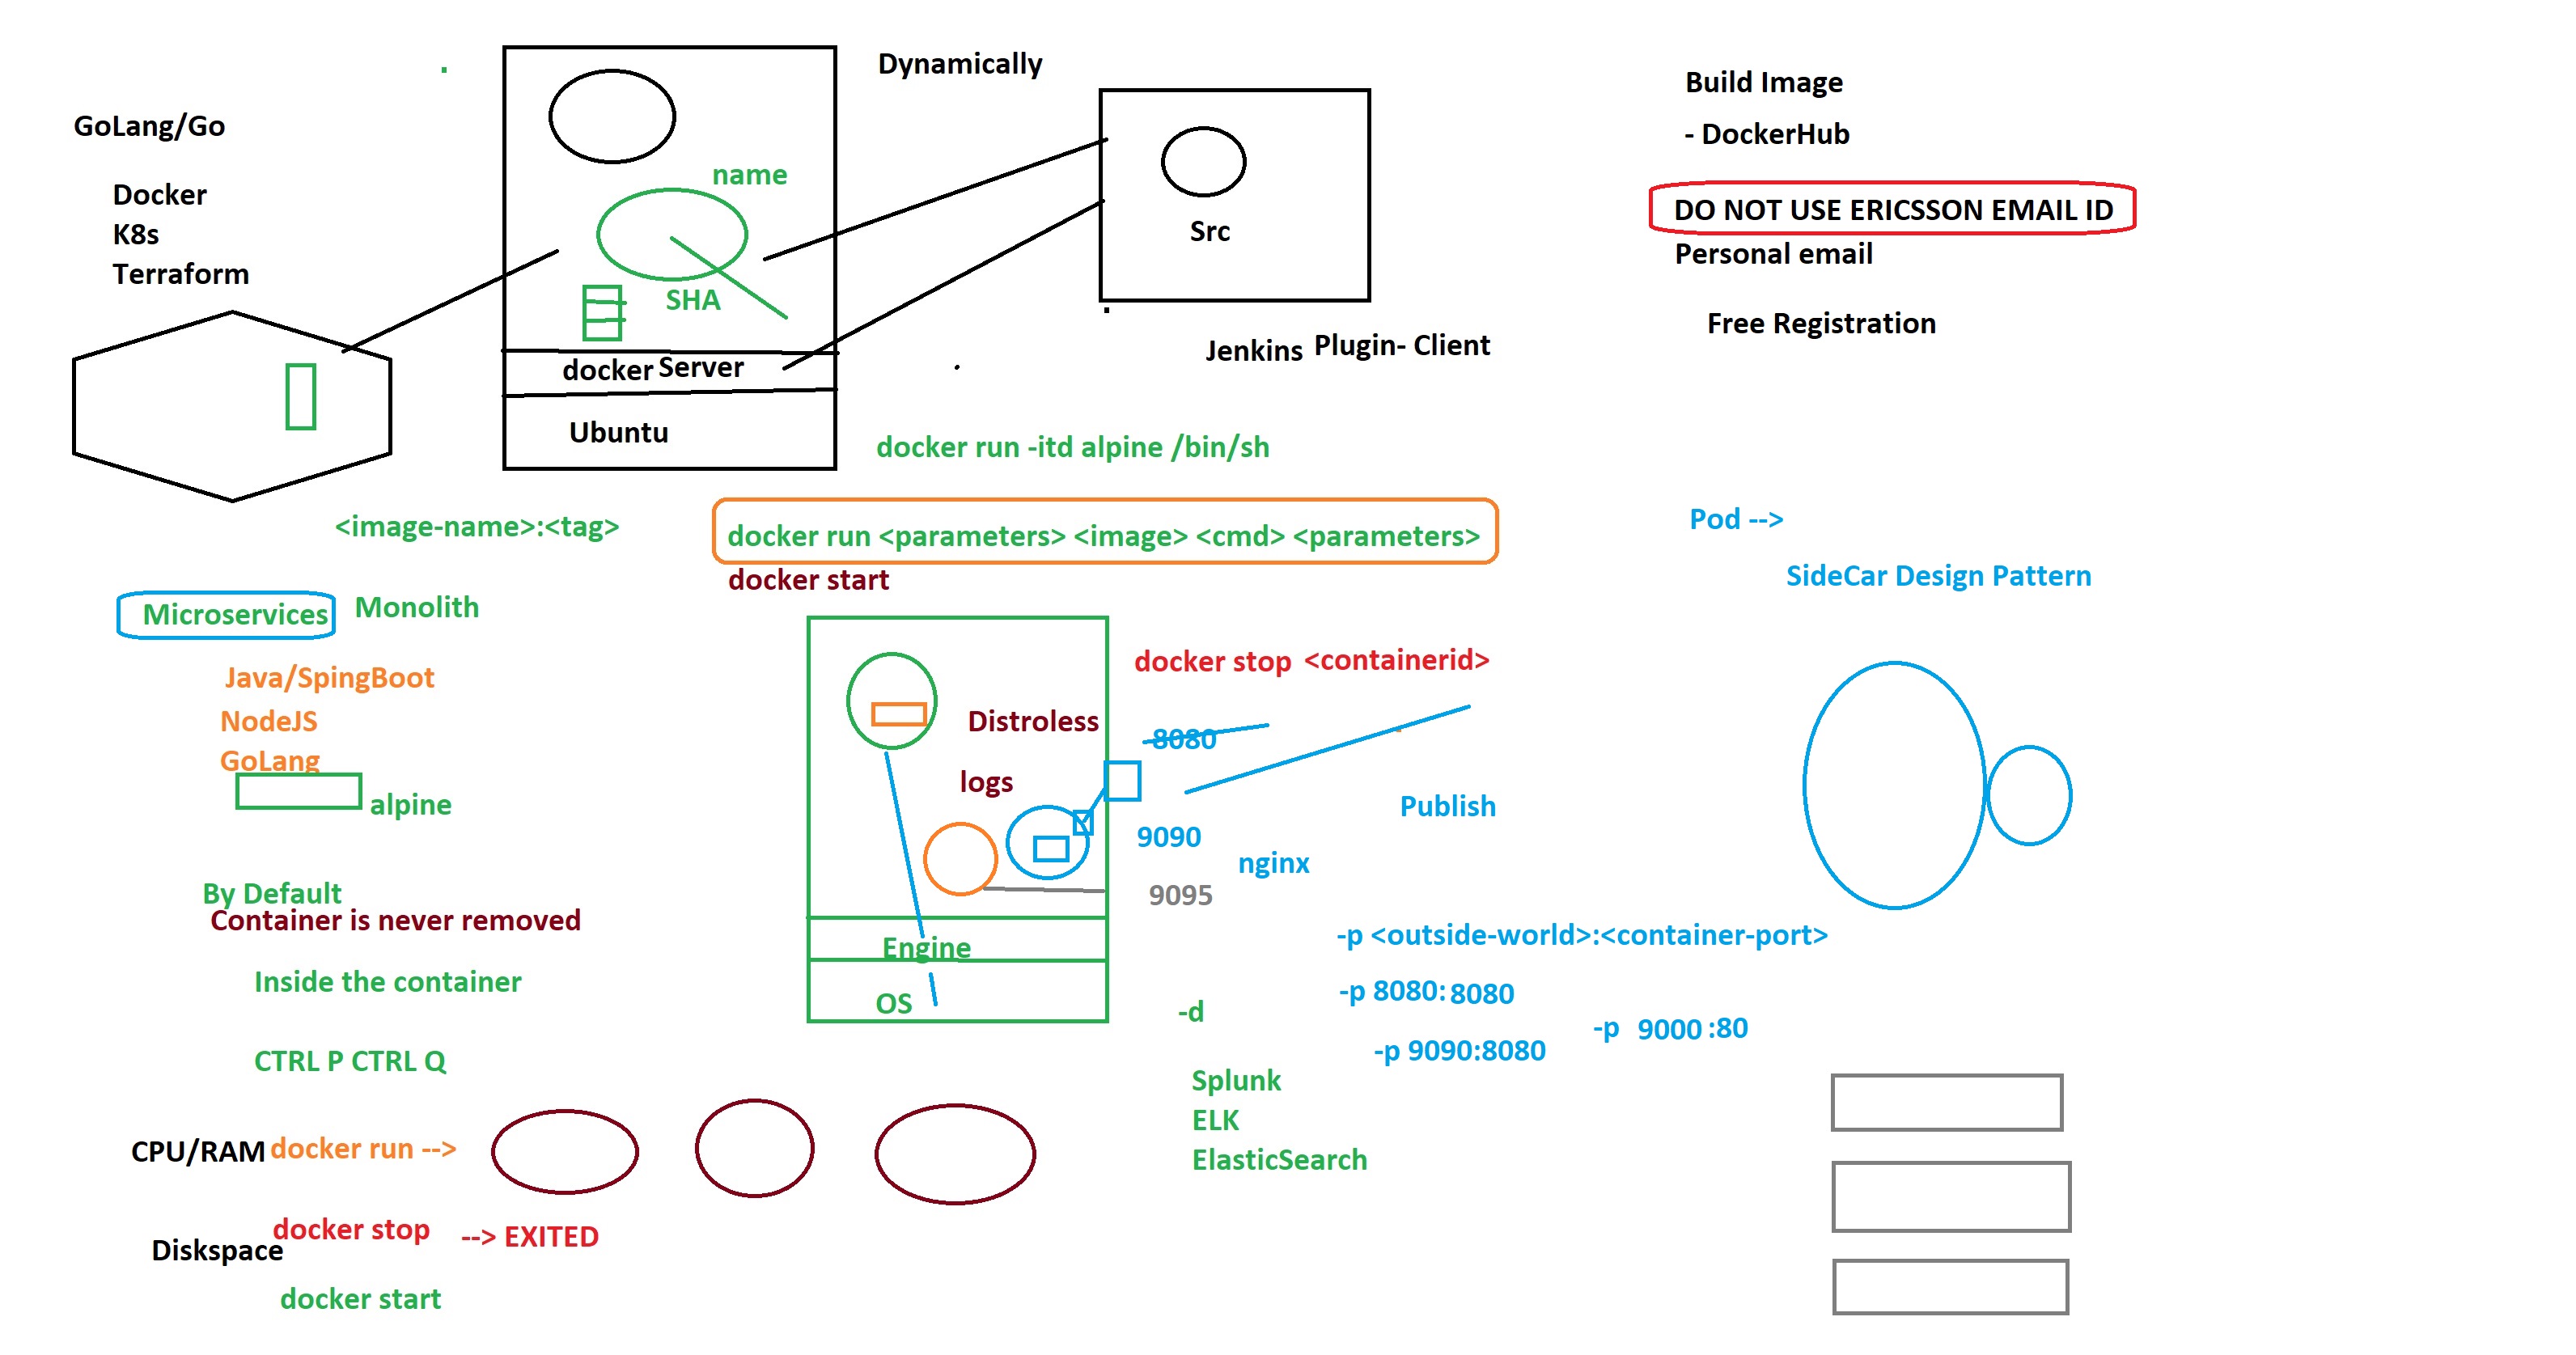 GoLang/Go
Docker
K8s
Terraform
name
SHA
docker Server
Ubuntu
Dynamically
Src
Jenkins Plugin- Client
Build Image
- DockerHub
DO NOT USE ERICSSON EMAIL ID
Personal email
Free Registration
docker run -itd alpine /bin/sh
<image-name>:<tag>
docker run <parameters> <image> <cmd> <parameters>
docker start
Pod -->
SideCar Design Pattern
Microservices Monolith
Java/SpingBoot
NodeJS
GoLang
alpine
docker stop <containerid>
Distroless
logs
8080
9090
9095
nginx
Publish
Engine
OS
By Default
Container is never removed
Inside the container
CTRL P CTRL Q
-p <outside-world>:<container-port>
-p 8080: 8080
-p 9090:8080
-p 9000 :80
-d
Splunk
ELK
ElasticSearch
CPU/RAM docker run -->
docker stop --> EXITED
Diskspace
docker start